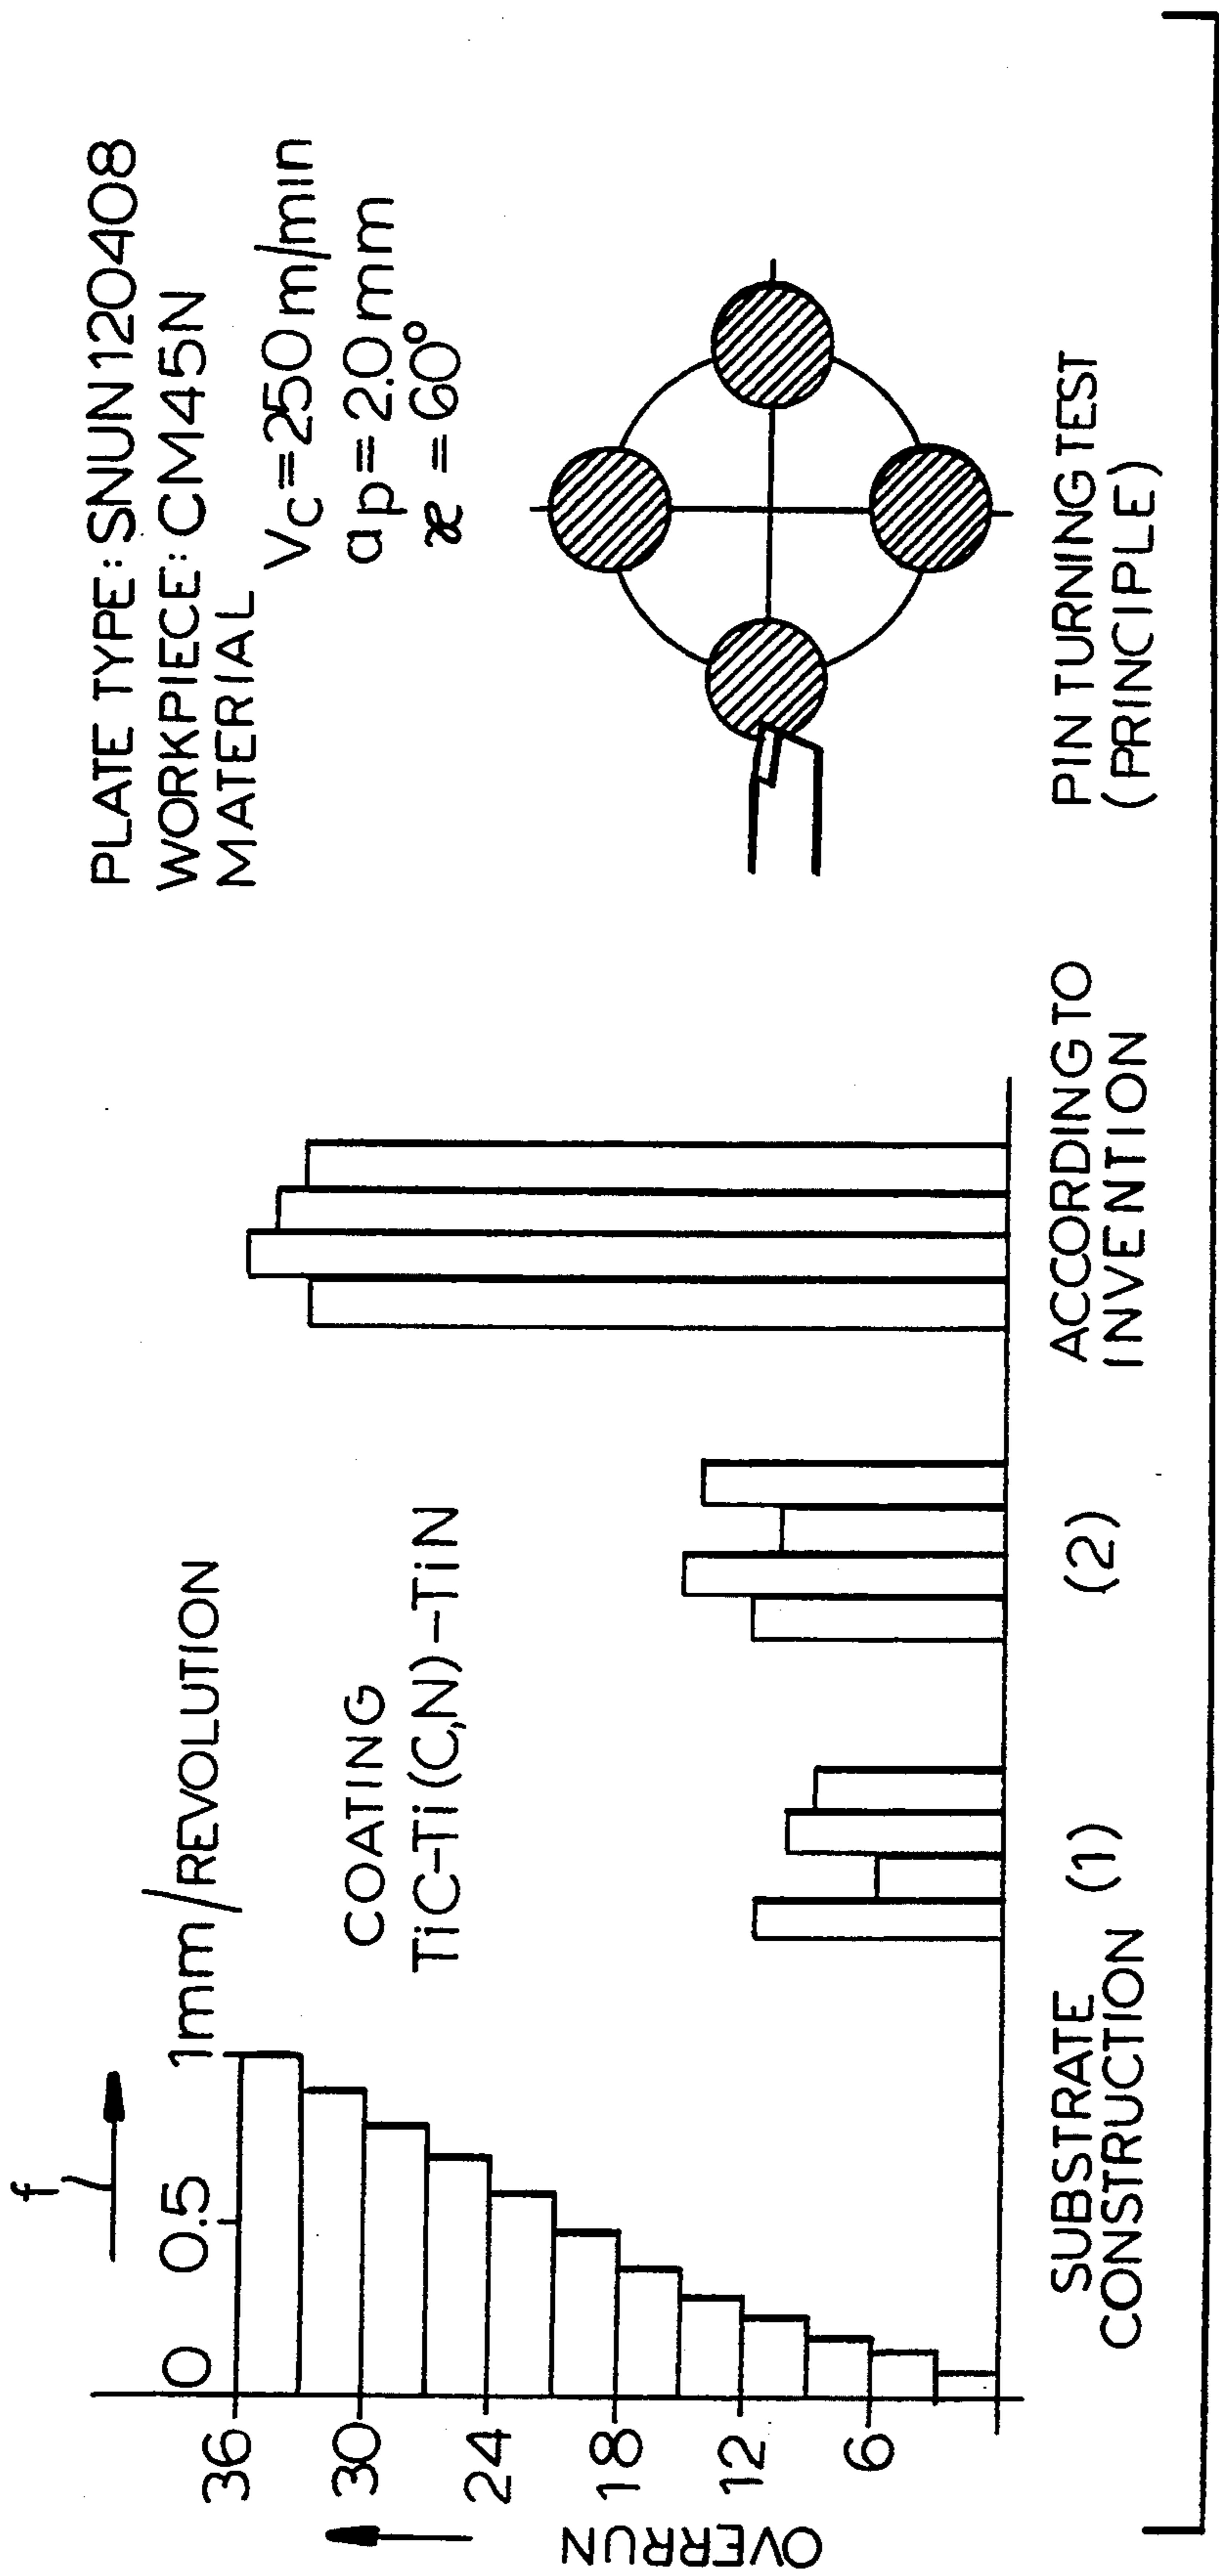 PLATE TYPE: SNUN 120408
WORKPIECE: CM45N
MATERIAL
Vc=250 m/min
ap=2.0 mm
ϰ=60°
f
0 0.5 1mm/REVOLUTION
COATING
TiC-Ti(C,N)-TiN
36
30
24
18
12
6
OVERRUN
SUBSTRATE
CONSTRUCTION
(1)
(2)
ACCORDING TO
INVENTION
PIN TURNING TEST
(PRINCIPLE)